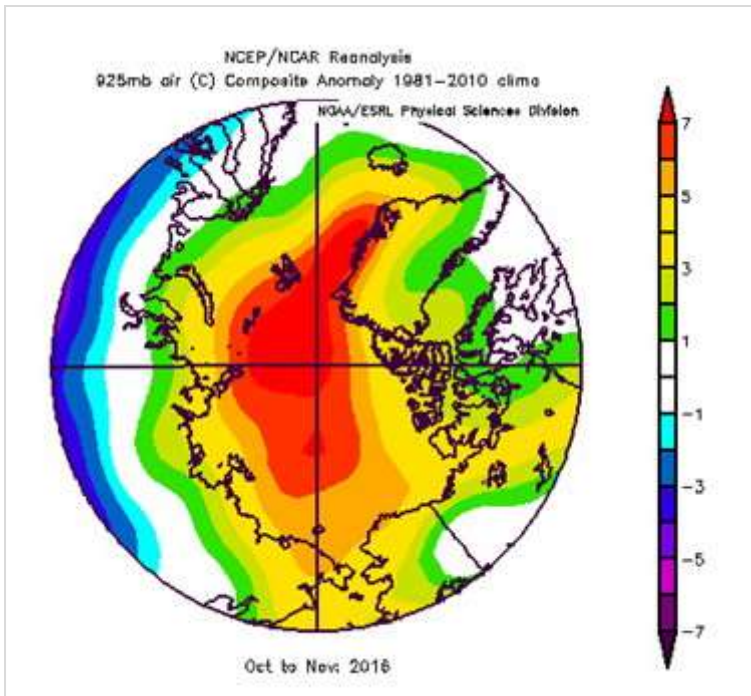 NCEP/NCAR Reanalysis
925mb air (C) Composite Anomaly 1981-2010 clima
NOAA/ESRL Physical Sciences Division
7
5
3
1
-1
-3
-5
-7
Oct to Nov: 2016